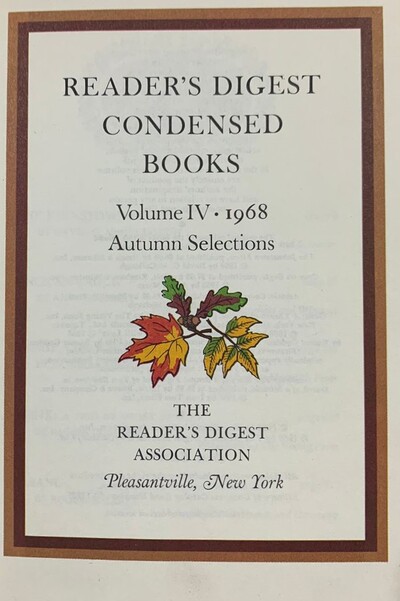 READER'S DIGEST
CONDENSED
BOOKS
Volume IV · 1968
Autumn Selections
THE
READER'S DIGEST
ASSOCIATION
Pleasantville, New York